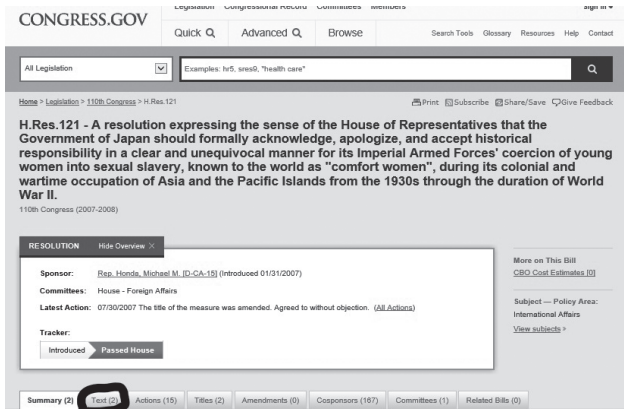 Legislation Congressional Record Committees Members Sign In
CONGRESS.GOV
Quick Advanced Browse Search Tools Glossary Resources Help Contact
All Legislation Examples: hr5, sres9, "health care"
Home > Legislation > 110th Congress > H.Res.121 Print Subscribe Share/Save Give Feedback
H.Res.121 - A resolution expressing the sense of the House of Representatives that the
Government of Japan should formally acknowledge, apologize, and accept historical
responsibility in a clear and unequivocal manner for its Imperial Armed Forces' coercion of young
women into sexual slavery, known to the world as "comfort women", during its colonial and
wartime occupation of Asia and the Pacific Islands from the 1930s through the duration of World
War II.
110th Congress (2007-2008)
RESOLUTION Hide Overview ×
Sponsor: Rep. Honda, Michael M. [D-CA-15] (Introduced 01/31/2007)
Committees: House - Foreign Affairs
Latest Action: 07/30/2007 The title of the measure was amended. Agreed to without objection. (All Actions)
Tracker:
Introduced Passed House
More on This Bill
CBO Cost Estimates [0]
Subject — Policy Area:
International Affairs
View subjects >
Summary (2) Text (2) Actions (15) Titles (2) Amendments (0) Cosponsors (167) Committees (1) Related Bills (0)